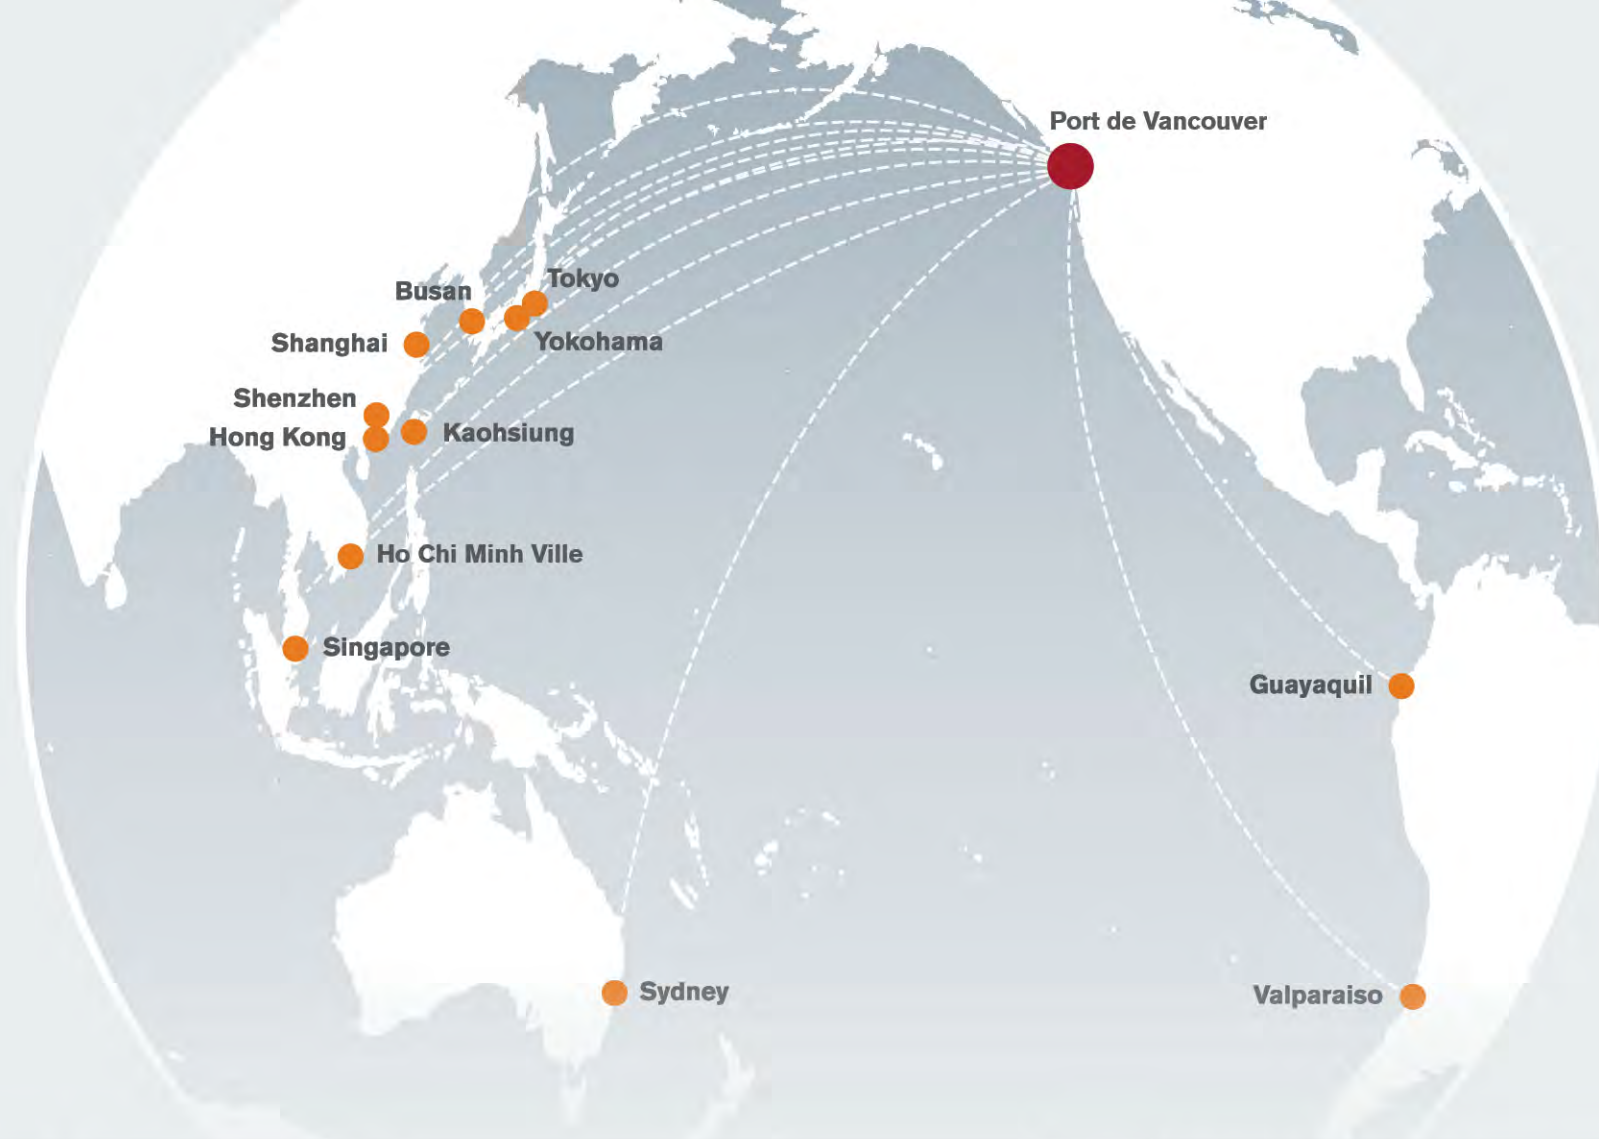 Port de Vancouver
Tokyo
Busan
Yokohama
Shanghai
Shenzhen
Hong Kong
Kaohsiung
Ho Chi Minh Ville
Singapore
Guayaquil
Sydney
Valparaiso